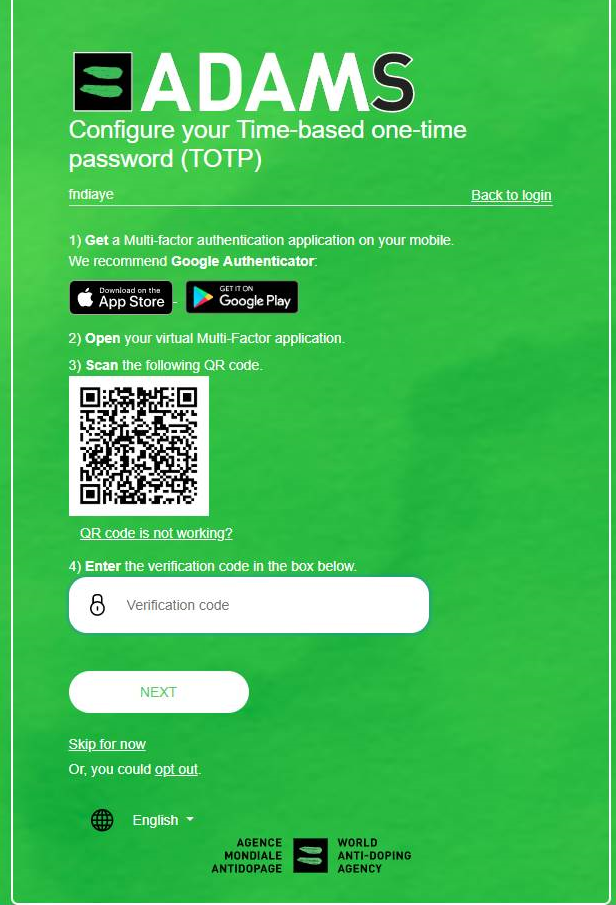 ADAMS
Configure your Time-based one-time
password (TOTP)
fndiaye
Back to login
1) Get a Multi-factor authentication application on your mobile.
We recommend Google Authenticator:
Download on the
App Store
-
GET IT ON
Google Play
2) Open your virtual Multi-Factor application.
3) Scan the following QR code.
QR code is not working?
4) Enter the verification code in the box below.
Verification code
NEXT
Skip for now
Or, you could opt out.
English
AGENCE
MONDIALE
ANTIDOPAGE
WORLD
ANTI-DOPING
AGENCY